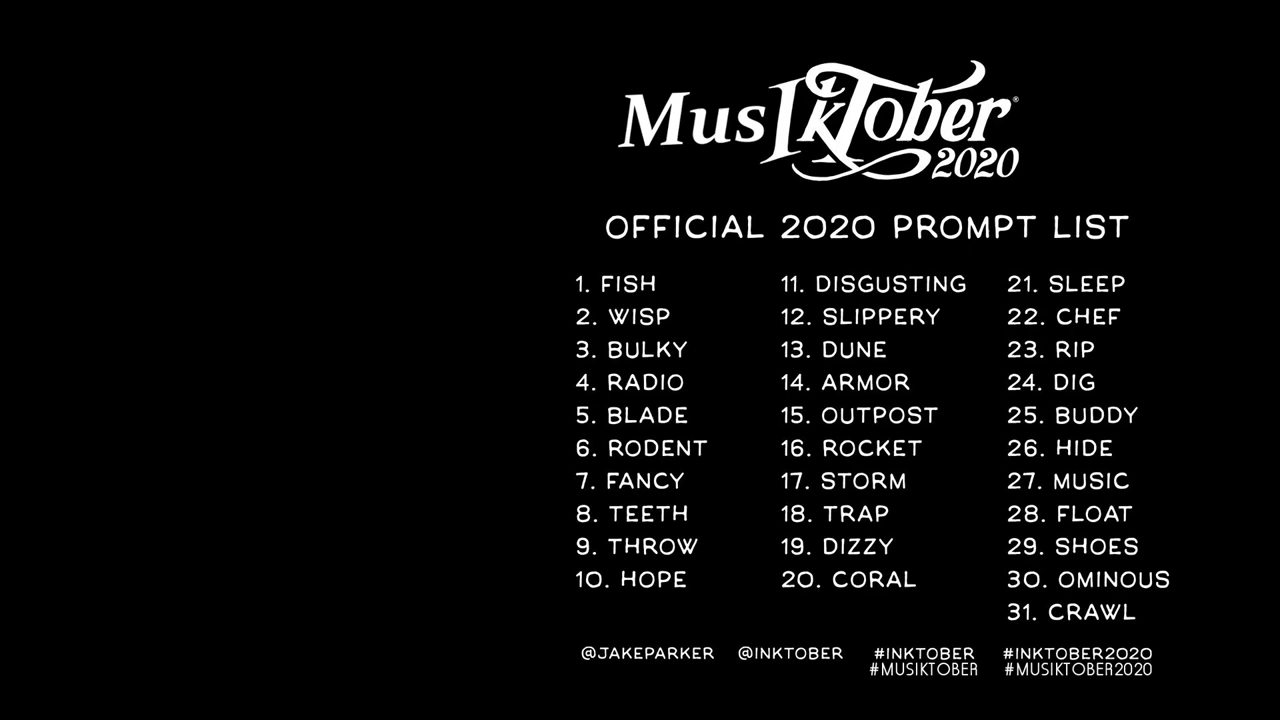 MusIkTober®
2020
OFFICIAL 2020 PROMPT LIST
1. FISH
2. WISP
3. BULKY
4. RADIO
5. BLADE
6. RODENT
7. FANCY
8. TEETH
9. THROW
10. HOPE
11. DISGUSTING
12. SLIPPERY
13. DUNE
14. ARMOR
15. OUTPOST
16. ROCKET
17. STORM
18. TRAP
19. DIZZY
20. CORAL
21. SLEEP
22. CHEF
23. RIP
24. DIG
25. BUDDY
26. HIDE
27. MUSIC
28. FLOAT
29. SHOES
30. OMINOUS
31. CRAWL
@JAKEPARKER @INKTOBER #INKTOBER #INKTOBER2020
#MUSIKTOBER #MUSIKTOBER2020